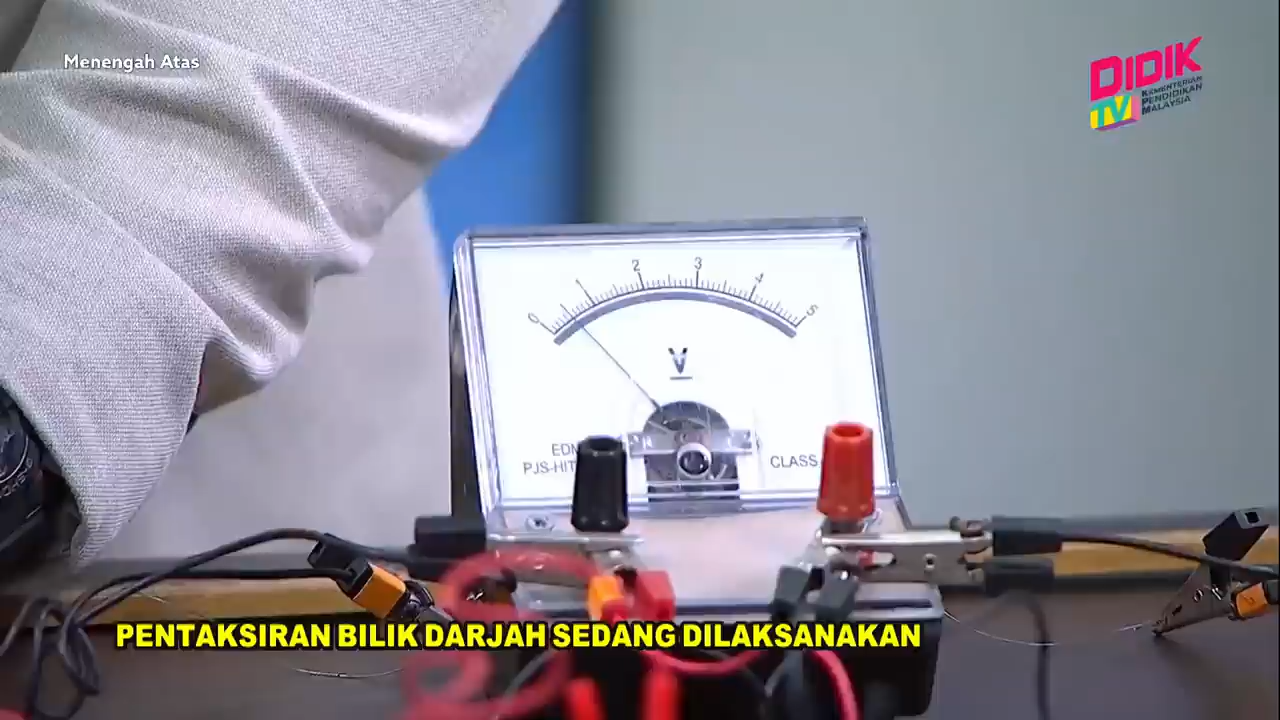 Menengah Atas
DIDIK
TV
KEMENTERIAN
PENDIDIKAN
MALAYSIA
0 2 3 4 5
V
PJS-HIT
CLASS
PENTAKSIRAN BILIK DARJAH SEDANG DILAKSANAKAN